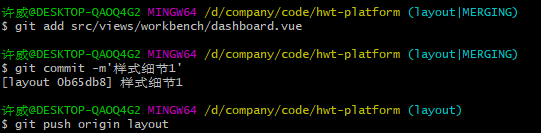 许威@DESKTOP-QAOQ4G2 MINGW64 /d/company/code/hwt-platform (layout|MERGING)
$ git add src/views/workbench/dashboard.vue
许威@DESKTOP-QAOQ4G2 MINGW64 /d/company/code/hwt-platform (layout|MERGING)
$ git commit -m'样式细节1'
[layout 0b65db8] 样式细节1
许威@DESKTOP-QAOQ4G2 MINGW64 /d/company/code/hwt-platform (layout)
$ git push origin layout